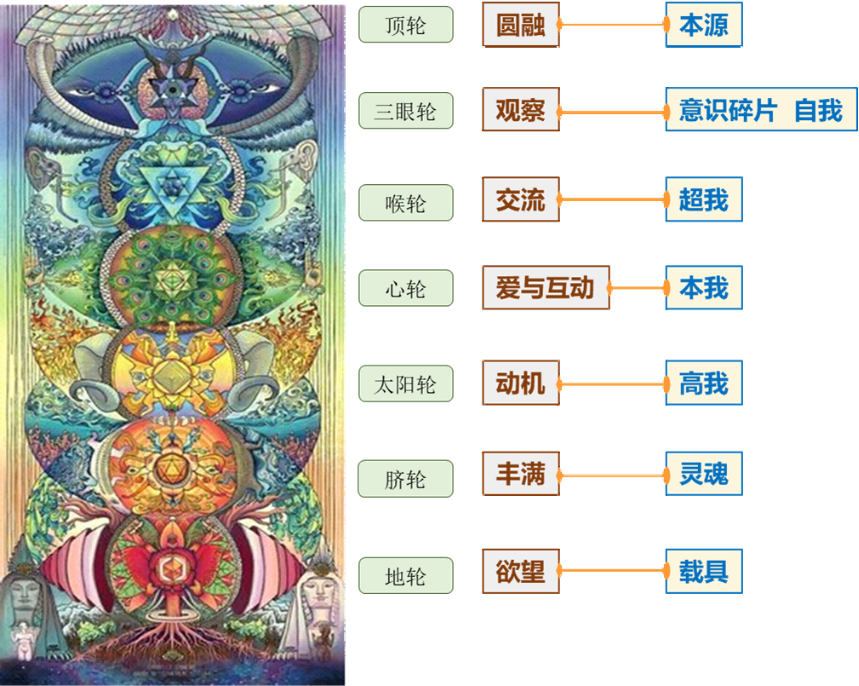 顶轮 圆融 本源
三眼轮 观察 意识碎片 自我
喉轮 交流 超我
心轮 爱与互动 本我
太阳轮 动机 高我
脐轮 丰满 灵魂
地轮 欲望 载具